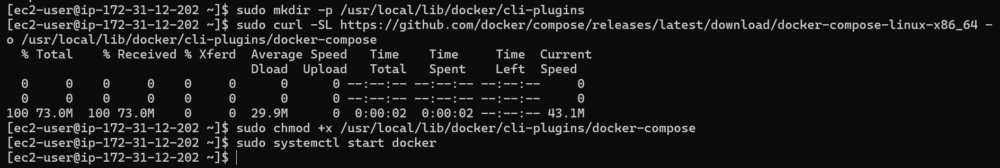 [ec2-user@ip-172-31-12-202 ~]$ sudo mkdir -p /usr/local/lib/docker/cli-plugins
[ec2-user@ip-172-31-12-202 ~]$ sudo curl -SL https://github.com/docker/compose/releases/latest/download/docker-compose-linux-x86_64 -
o /usr/local/lib/docker/cli-plugins/docker-compose
  % Total    % Received % Xferd  Average Speed   Time    Time     Time  Current
                                 Dload  Upload   Total   Spent    Left  Speed
  0     0    0     0    0     0      0      0 --:--:-- --:--:-- --:--:--     0
  0     0    0     0    0     0      0      0 --:--:-- --:--:-- --:--:--     0
100 73.0M  100 73.0M    0     0  29.9M      0  0:00:02  0:00:02 --:--:-- 43.1M
[ec2-user@ip-172-31-12-202 ~]$ sudo chmod +x /usr/local/lib/docker/cli-plugins/docker-compose
[ec2-user@ip-172-31-12-202 ~]$ sudo systemctl start docker
[ec2-user@ip-172-31-12-202 ~]$